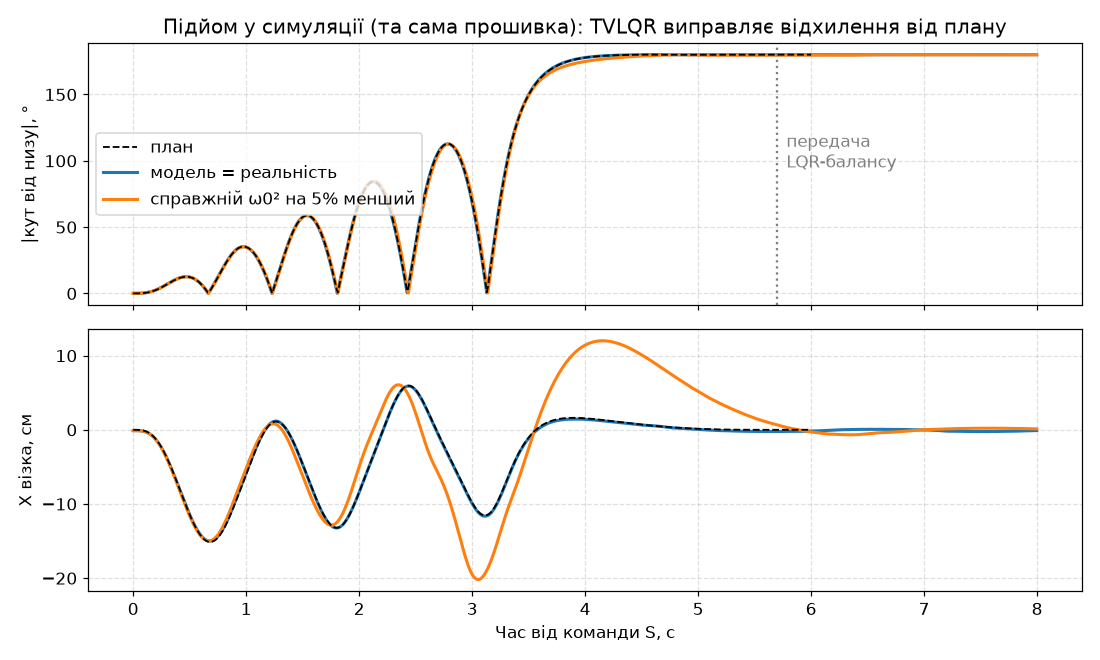 Підйом у симуляції (та сама прошивка): TVLQR виправляє відхилення від плану
|кут від низу|, °
150
100
50
0
план
модель = реальність
справжній ω0² на 5% менший
передача
LQR-балансу
X візка, см
10
0
−10
−20
0 1 2 3 4 5 6 7 8
Час від команди S, с